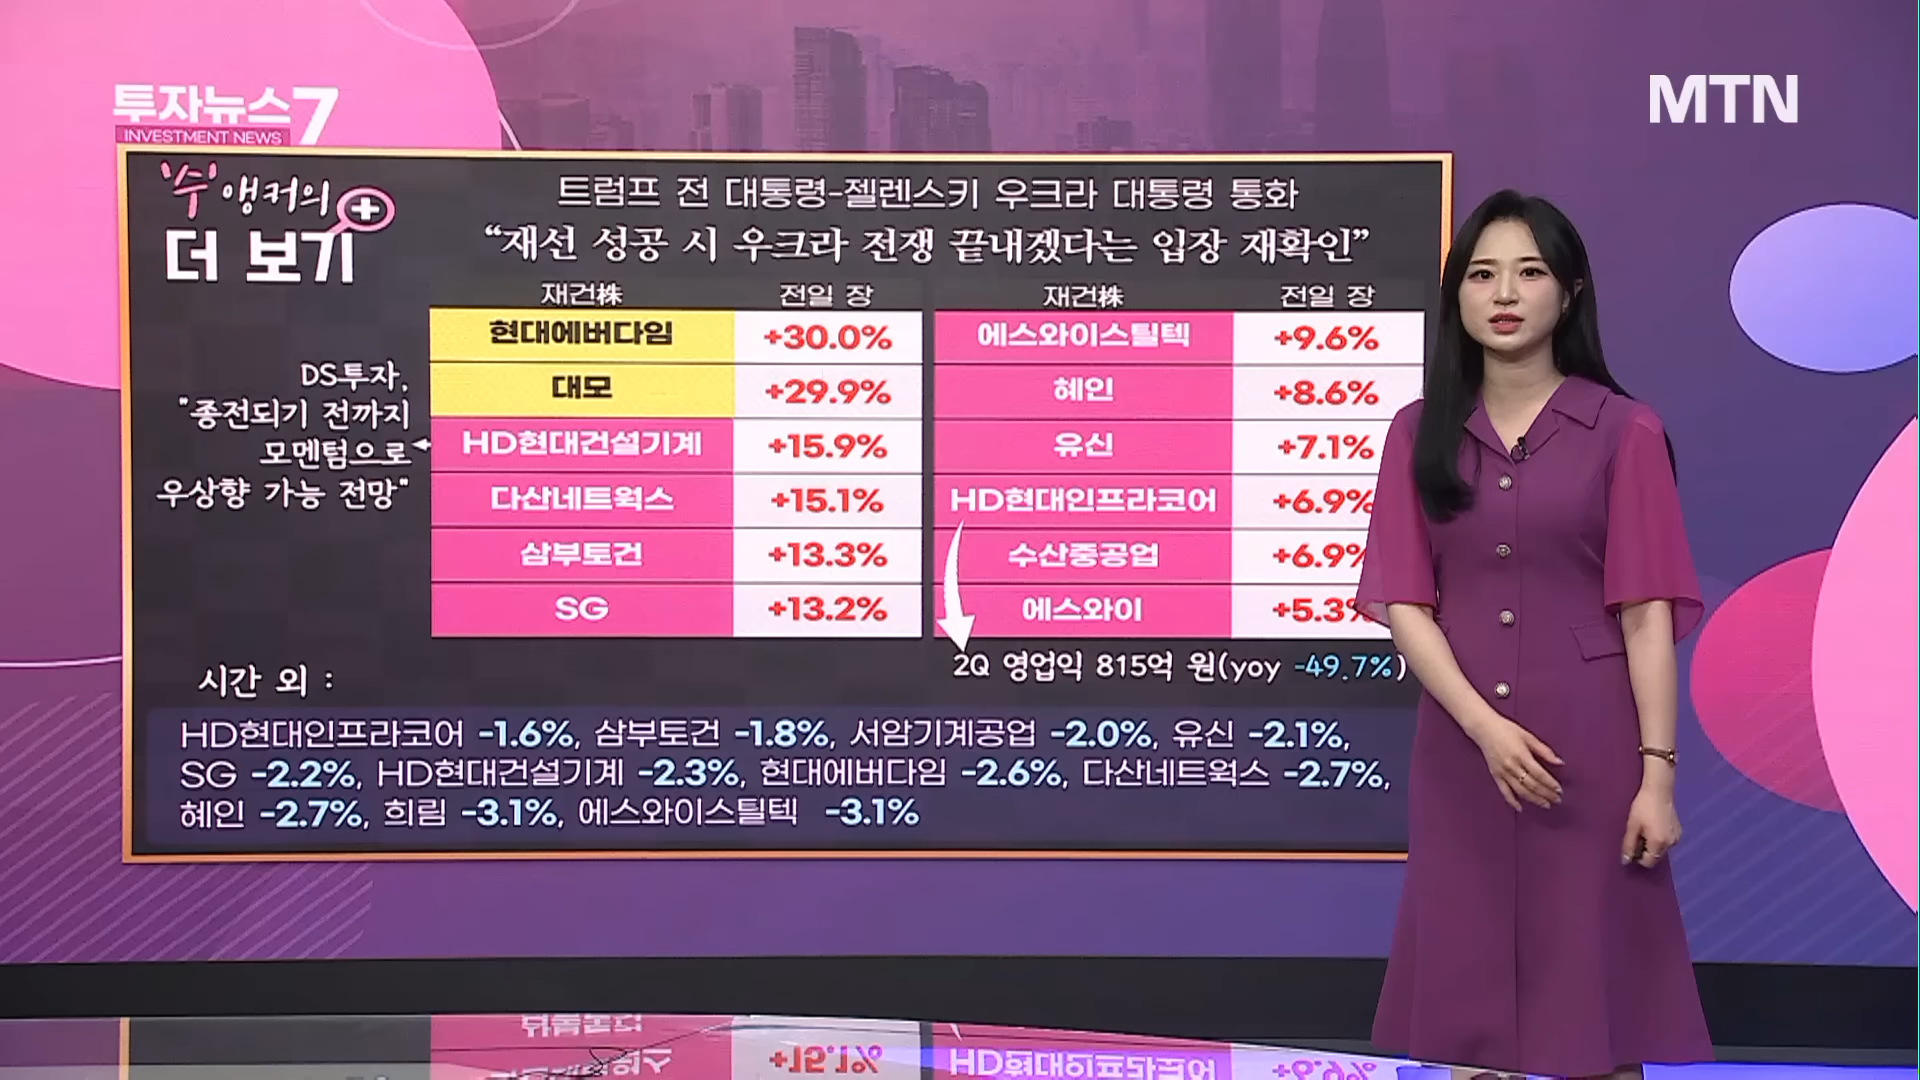 투자뉴스7
INVESTMENT NEWS
MTN
'수'앵커의
더 보기
트럼프 전 대통령-젤렌스키 우크라 대통령 통화
“재선 성공 시 우크라 전쟁 끝내겠다는 입장 재확인”
재건株 전일 장 재건株 전일 장
현대에버다임 +30.0% 에스와이스틸텍 +9.6%
대모 +29.9% 혜인 +8.6%
HD현대건설기계 +15.9% 유신 +7.1%
다산네트웍스 +15.1% HD현대인프라코어 +6.9%
삼부토건 +13.3% 수산중공업 +6.9%
SG +13.2% 에스와이 +5.3%
DS투자,
"종전되기 전까지
모멘텀으로
우상향 가능 전망"
2Q 영업익 815억 원(yoy -49.7%)
시간 외 :
HD현대인프라코어 -1.6%, 삼부토건 -1.8%, 서암기계공업 -2.0%, 유신 -2.1%,
SG -2.2%, HD현대건설기계 -2.3%, 현대에버다임 -2.6%, 다산네트웍스 -2.7%,
혜인 -2.7%, 희림 -3.1%, 에스와이스틸텍 -3.1%